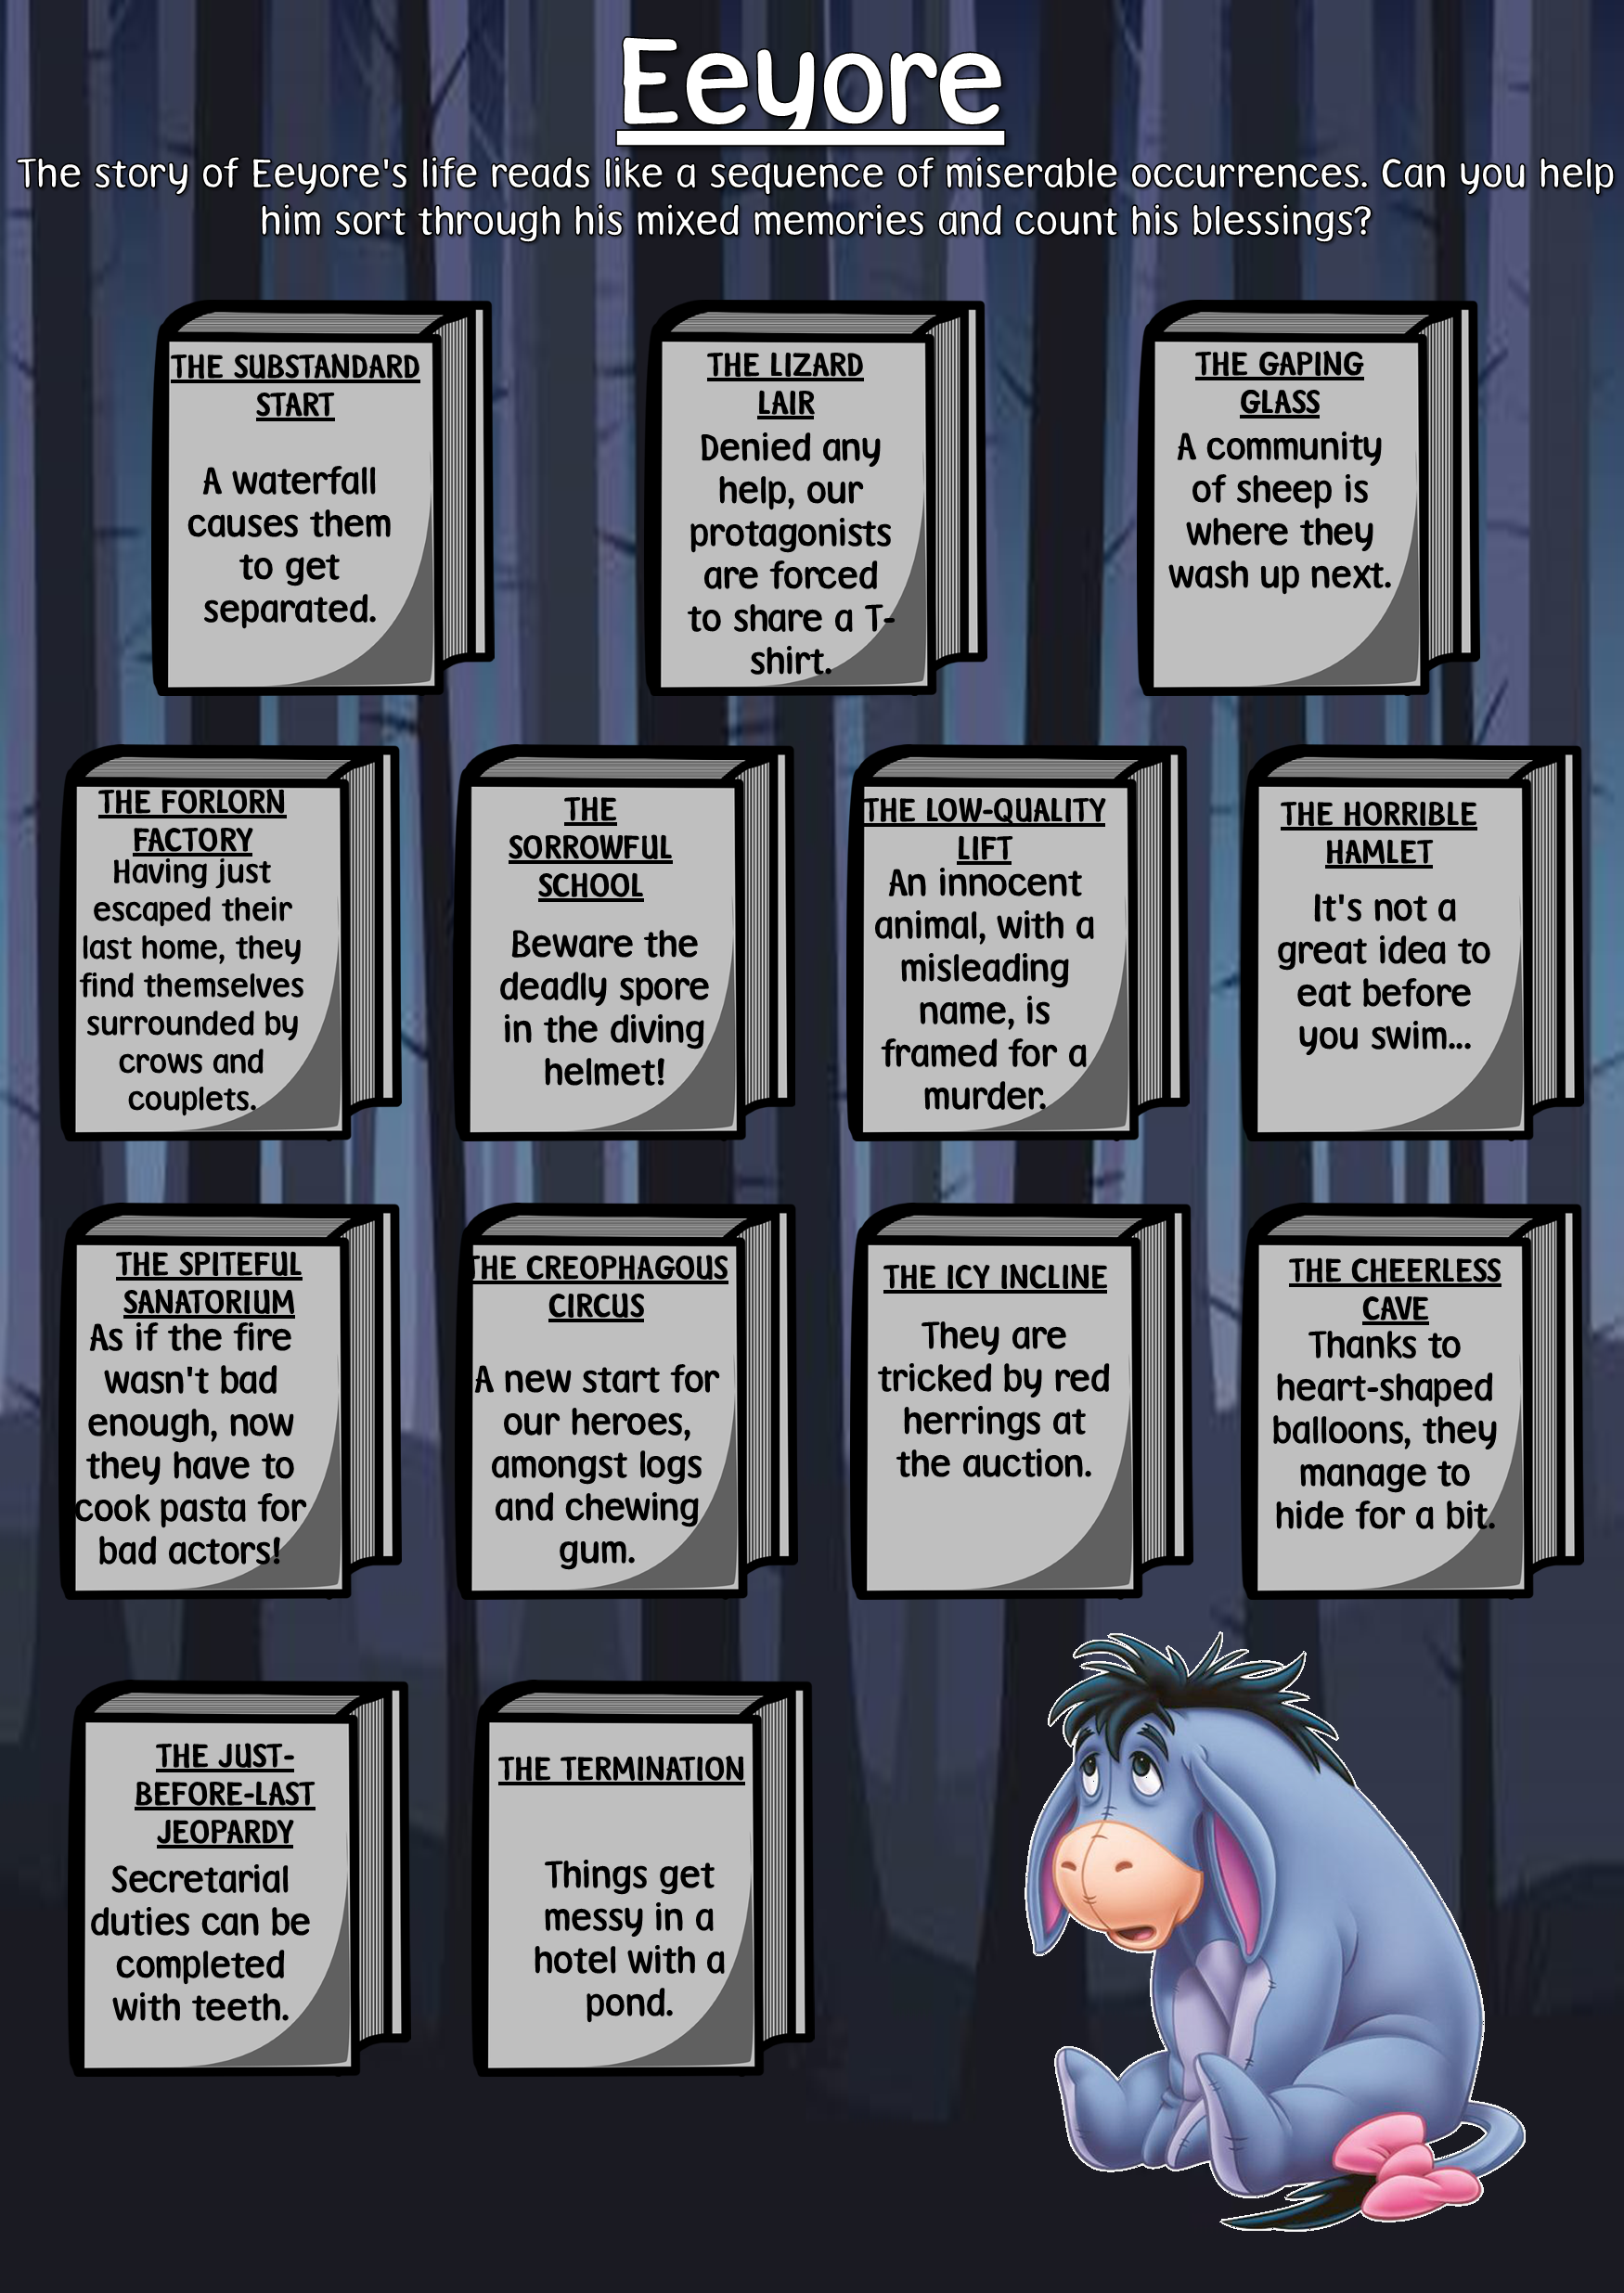 Eeyore
The story of Eeyore's life reads like a sequence of miserable occurrences. Can you help
him sort through his mixed memories and count his blessings?
THE SUBSTANDARD
START
A waterfall
causes them
to get
separated.
THE LIZARD
LAIR
Denied any
help, our
protagonists
are forced
to share a T-
shirt.
THE GAPING
GLASS
A community
of sheep is
where they
wash up next.
THE FORLORN
FACTORY
Having just
escaped their
last home, they
find themselves
surrounded by
crows and
couplets.
THE
SORROWFUL
SCHOOL
Beware the
deadly spore
in the diving
helmet!
THE LOW-QUALITY
LIFT
An innocent
animal, with a
misleading
name, is
framed for a
murder.
THE HORRIBLE
HAMLET
It's not a
great idea to
eat before
you swim...
THE SPITEFUL
SANATORIUM
As if the fire
wasn't bad
enough, now
they have to
cook pasta for
bad actors!
THE CREOPHAGOUS
CIRCUS
A new start for
our heroes,
amongst logs
and chewing
gum.
THE ICY INCLINE
They are
tricked by red
herrings at
the auction.
THE CHEERLESS
CAVE
Thanks to
heart-shaped
balloons, they
manage to
hide for a bit.
THE JUST-
BEFORE-LAST
JEOPARDY
Secretarial
duties can be
completed
with teeth.
THE TERMINATION
Things get
messy in a
hotel with a
pond.